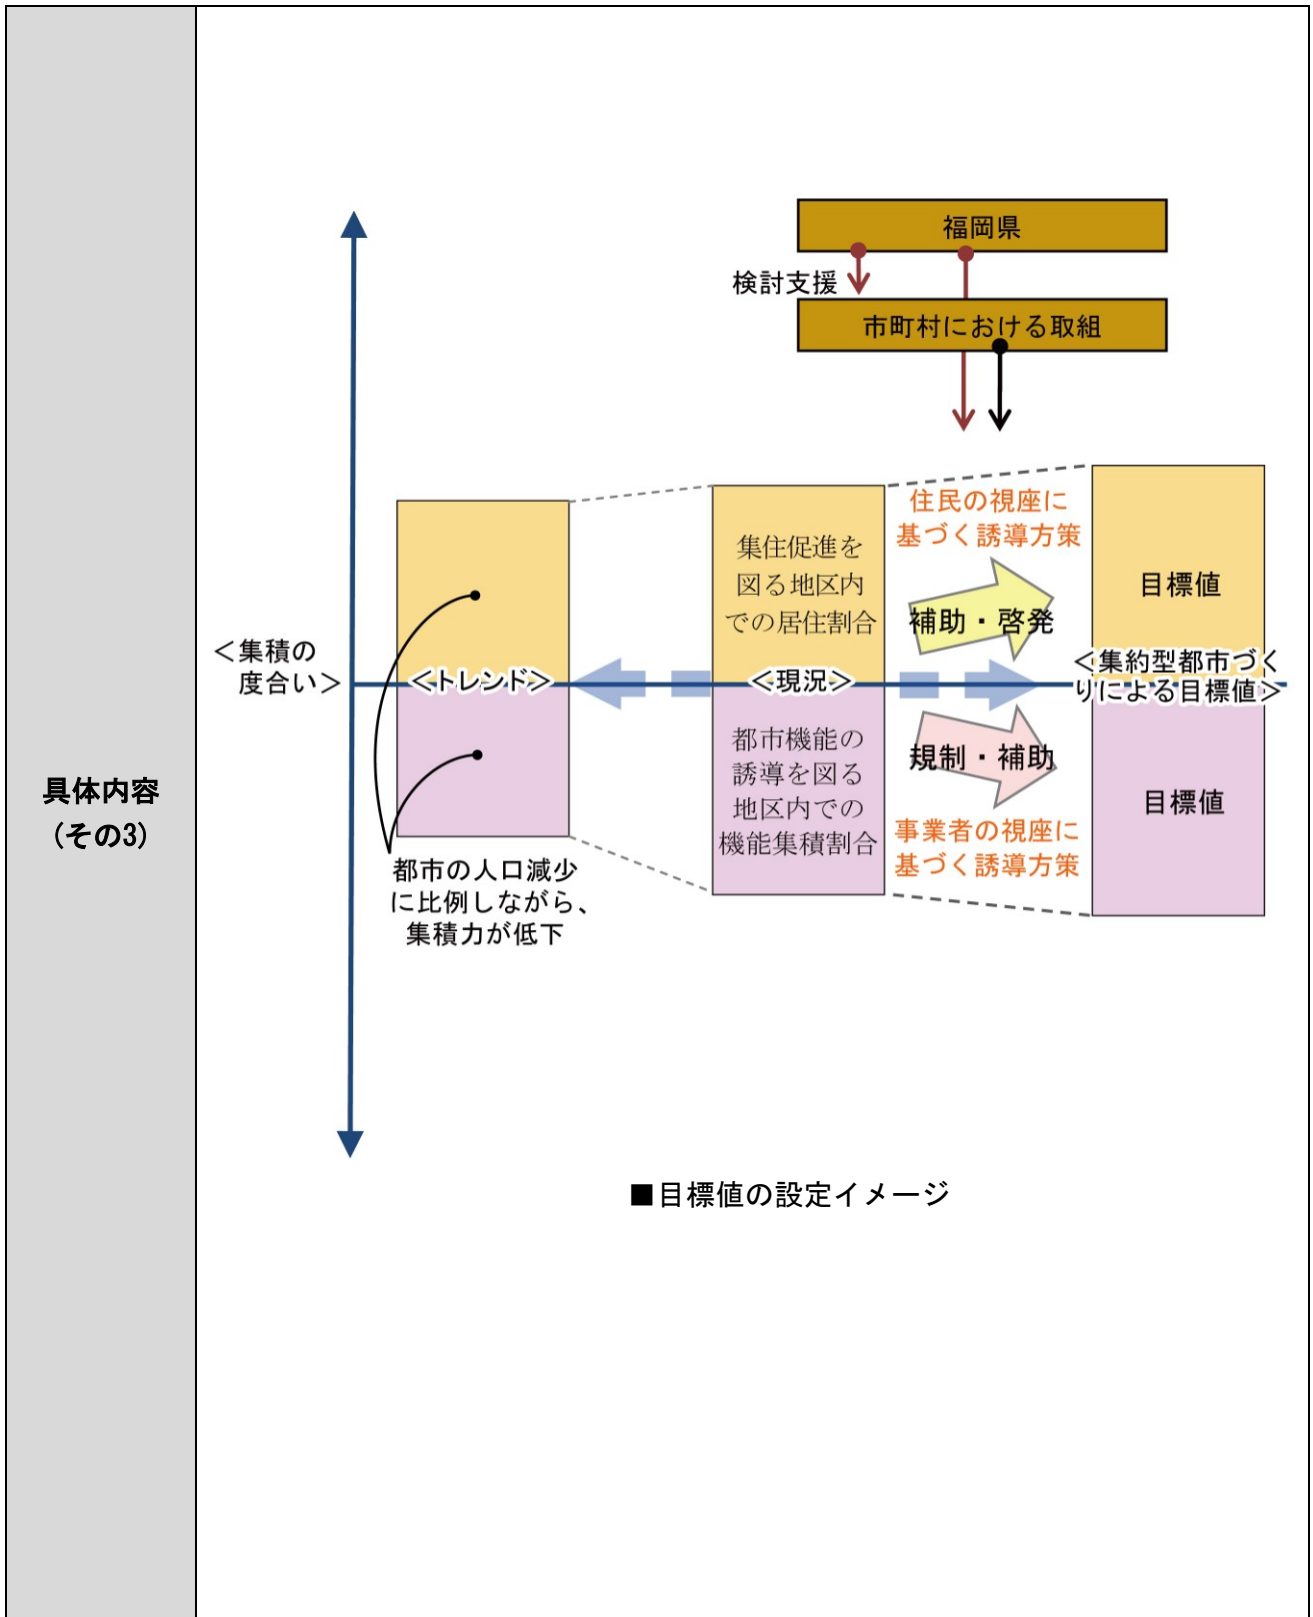 具体内容
(その3)
福岡県
検討支援
市町村における取組
住民の視座に
基づく誘導方策
集住促進を
図る地区内
での居住割合
補助・啓発
目標値
＜集積の
度合い＞
＜トレンド＞
＜現況＞
＜集約型都市づく
りによる目標値＞
都市機能の
誘導を図る
地区内での
機能集積割合
規制・補助
目標値
事業者の視座に
基づく誘導方策
都市の人口減少
に比例しながら、
集積力が低下
■目標値の設定イメージ